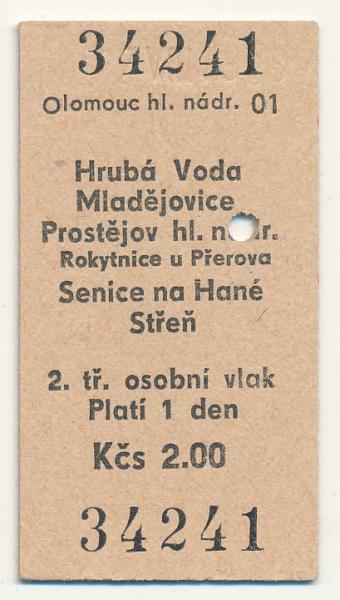 34241
Olomouc hl. nádr. 01
Hrubá Voda
Mladějovice
Prostějov hl. nádr.
Rokytnice u Přerova
Senice na Hané
Střeň
2. tř. osobní vlak
Platí 1 den
Kčs 2.00
34241